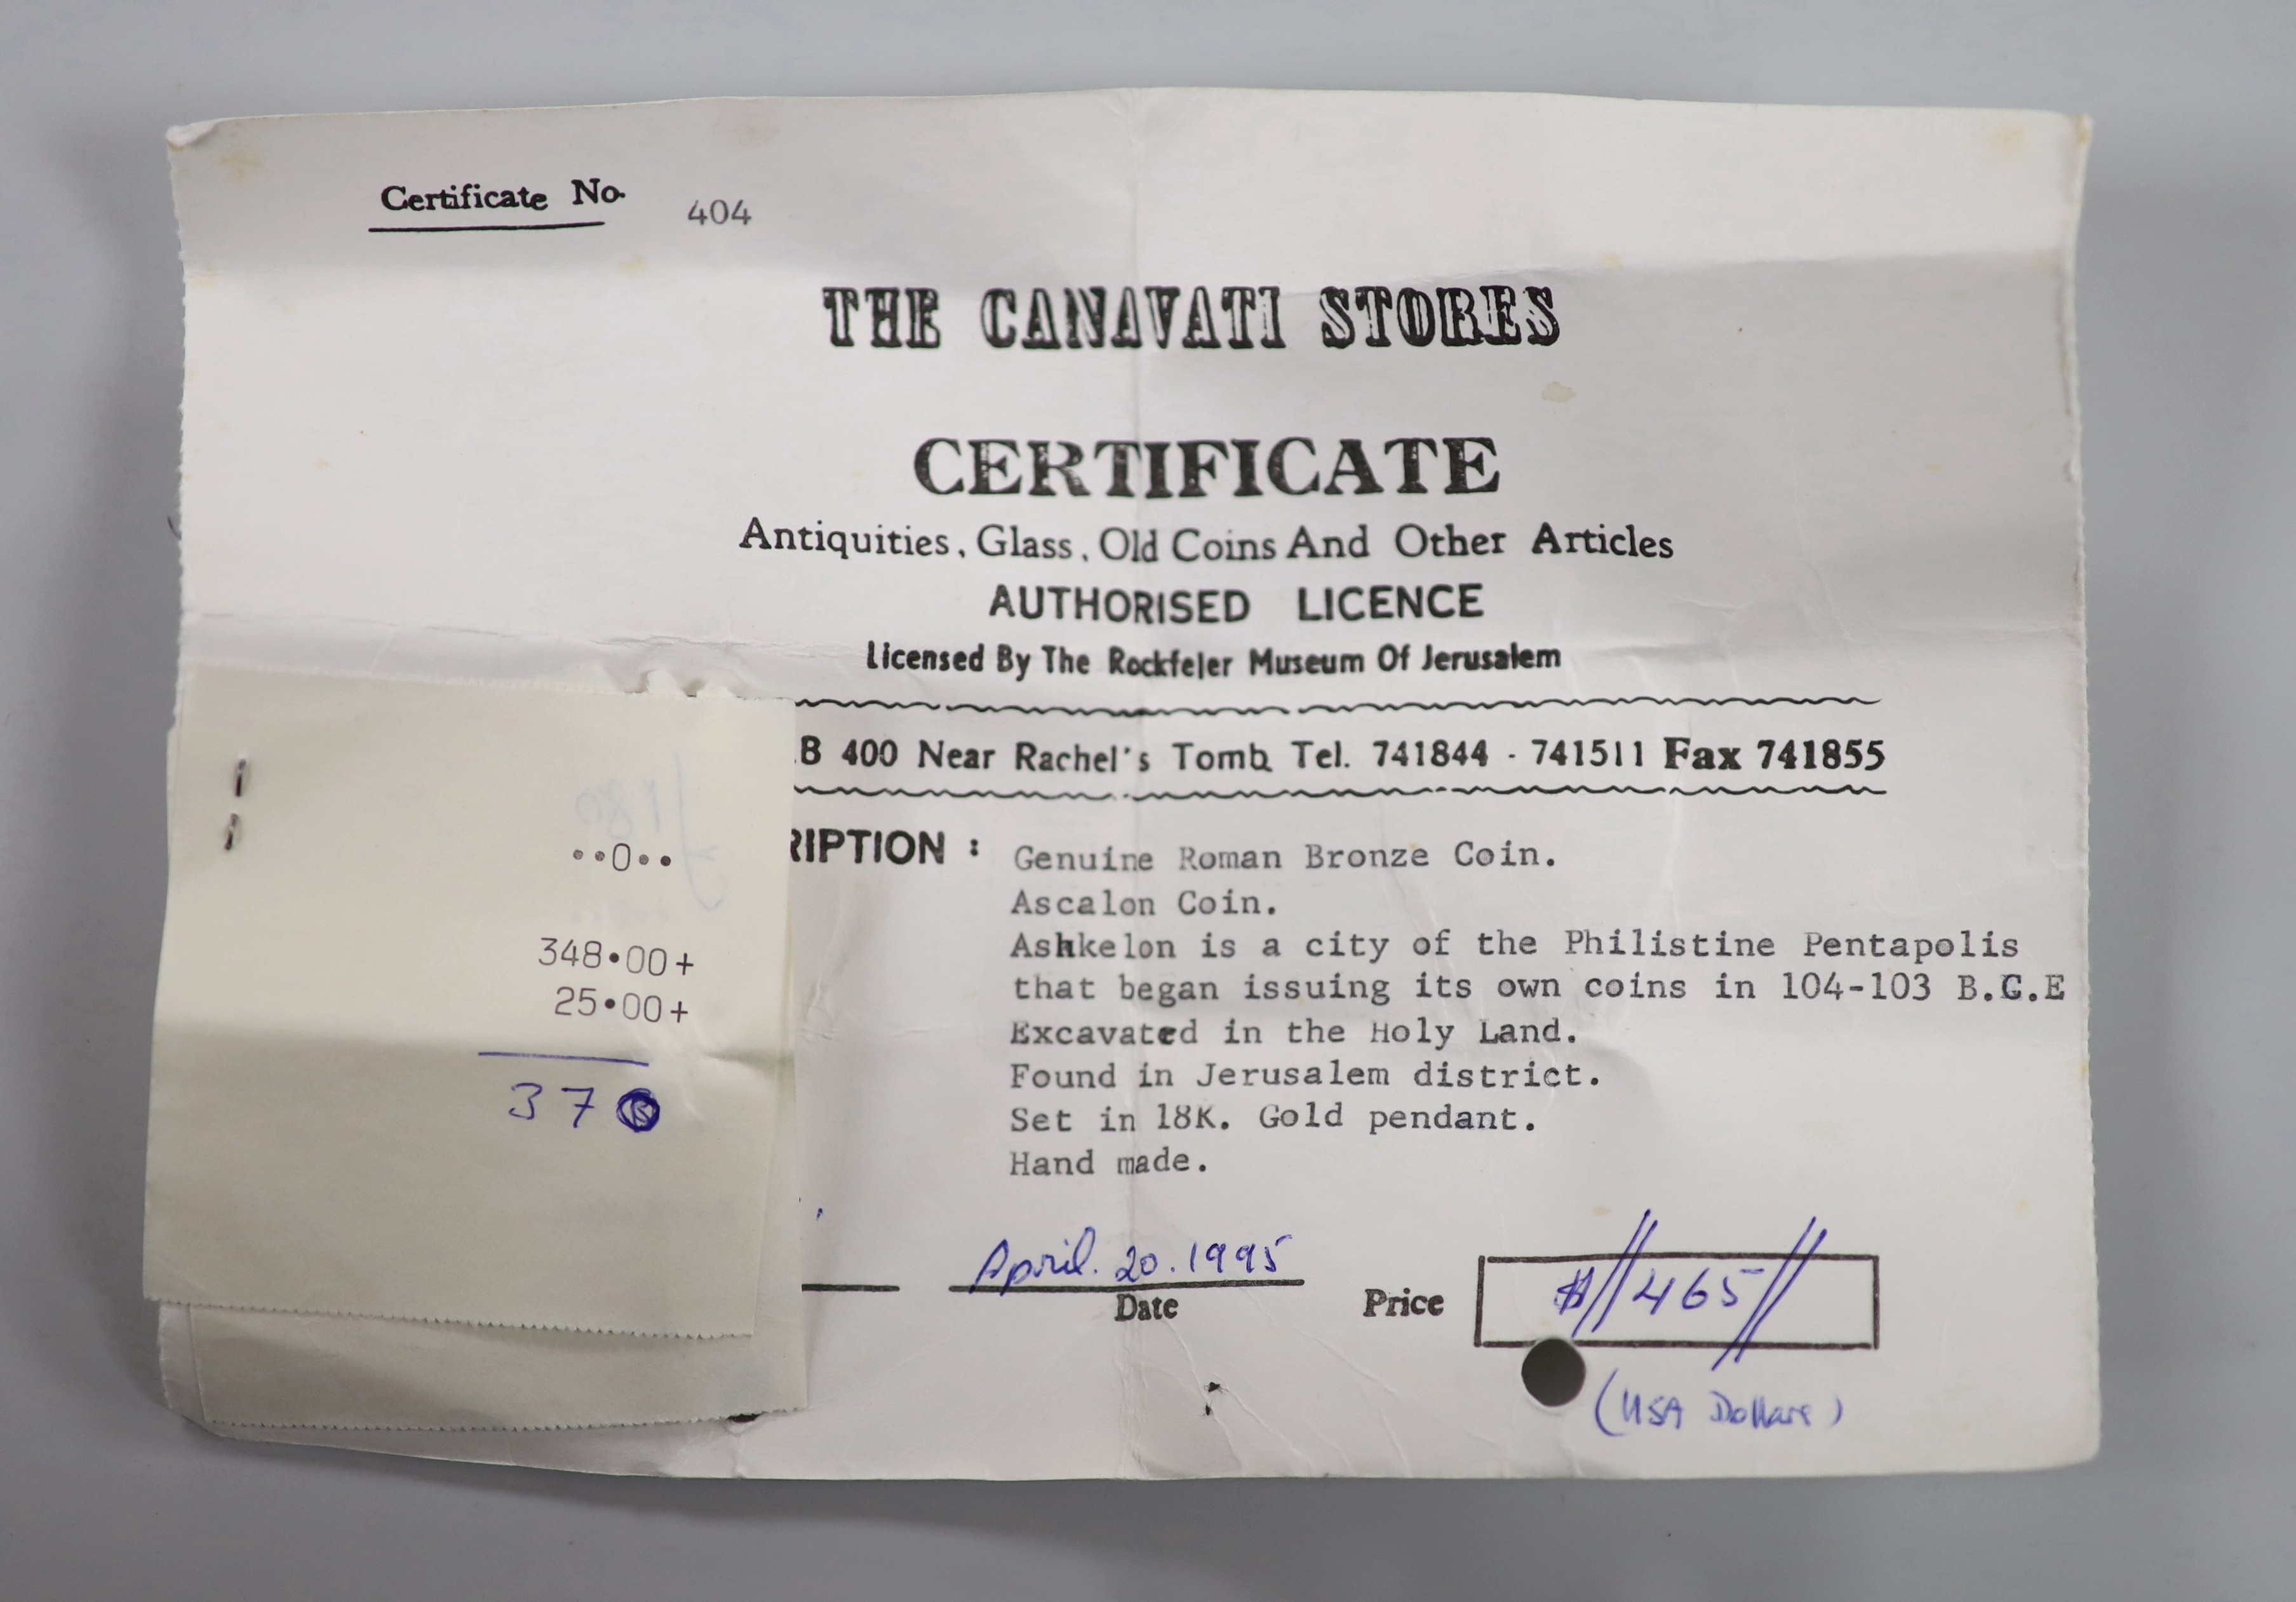 Certificate No. 404
THE CANAVATI STORES
CERTIFICATE
Antiquities, Glass, Old Coins And Other Articles
AUTHORISED LICENCE
Licensed By The Rockfeler Museum Of Jerusalem
.B 400 Near Rachel's Tomb Tel. 741844 - 741511 Fax 741855
RIPTION : Genuine Roman Bronze Coin.
Ascalon Coin.
Ashkelon is a city of the Philistine Pentapolis
that began issuing its own coins in 104-103 B.C.E
Excavated in the Holy Land.
Found in Jerusalem district.
Set in 18K. Gold pendant.
Hand made.
April. 20. 1995
Date
Price
$//465//
(USA Dollars)
••0••
348•00+
25•00+
37